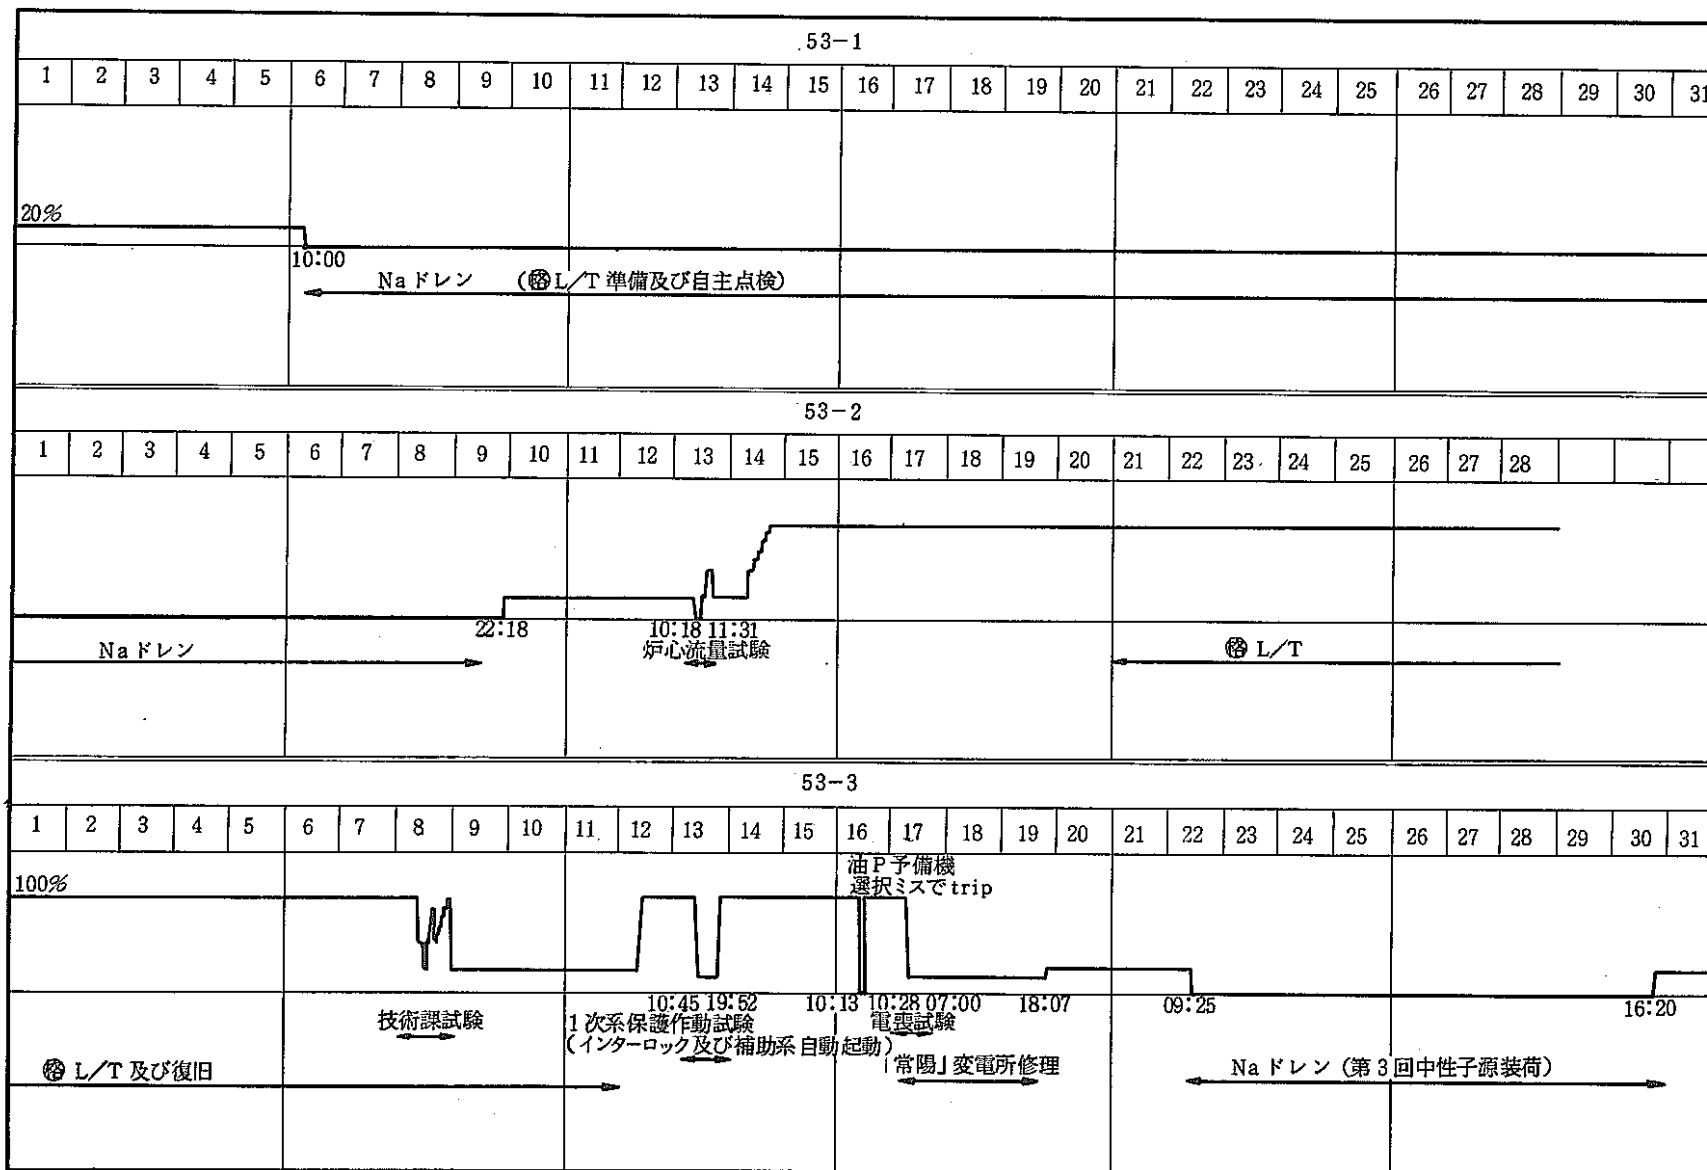 53-1
1 2 3 4 5 6 7 8 9 10 11 12 13 14 15 16 17 18 19 20 21 22 23 24 25 26 27 28 29 30 31
20%
10:00
Naドレン (㊵L/T 準備及び自主点検)
53-2
1 2 3 4 5 6 7 8 9 10 11 12 13 14 15 16 17 18 19 20 21 22 23 24 25 26 27 28
22:18 10:18 11:31
炉心流量試験
Naドレン
L/T
53-3
1 2 3 4 5 6 7 8 9 10 11 12 13 14 15 16 17 18 19 20 21 22 23 24 25 26 27 28 29 30 31
油P予備機
選択ミスでtrip
100%
10:45 19:52 10:13 10:28 07:00 18:07 09:25 16:20
技術課試験
1次系保護作動試験
(インターロック及び補助系自動起動)
電喪試験
「常陽」変電所修理
L/T 及び復旧
Naドレン (第3回中性子源装荷)